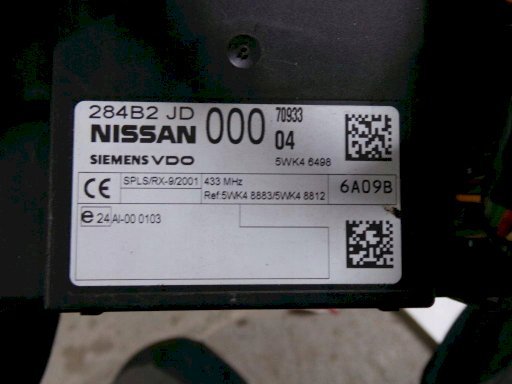 284B2 JD 000 70933
NISSAN 04
SIEMENS VDO 5WK4 6498
CE SPLS/RX-9/2001 433 MHz 6A09B
Ref.5WK4 8883/5WK4 8812
e 24 AI-00 0103